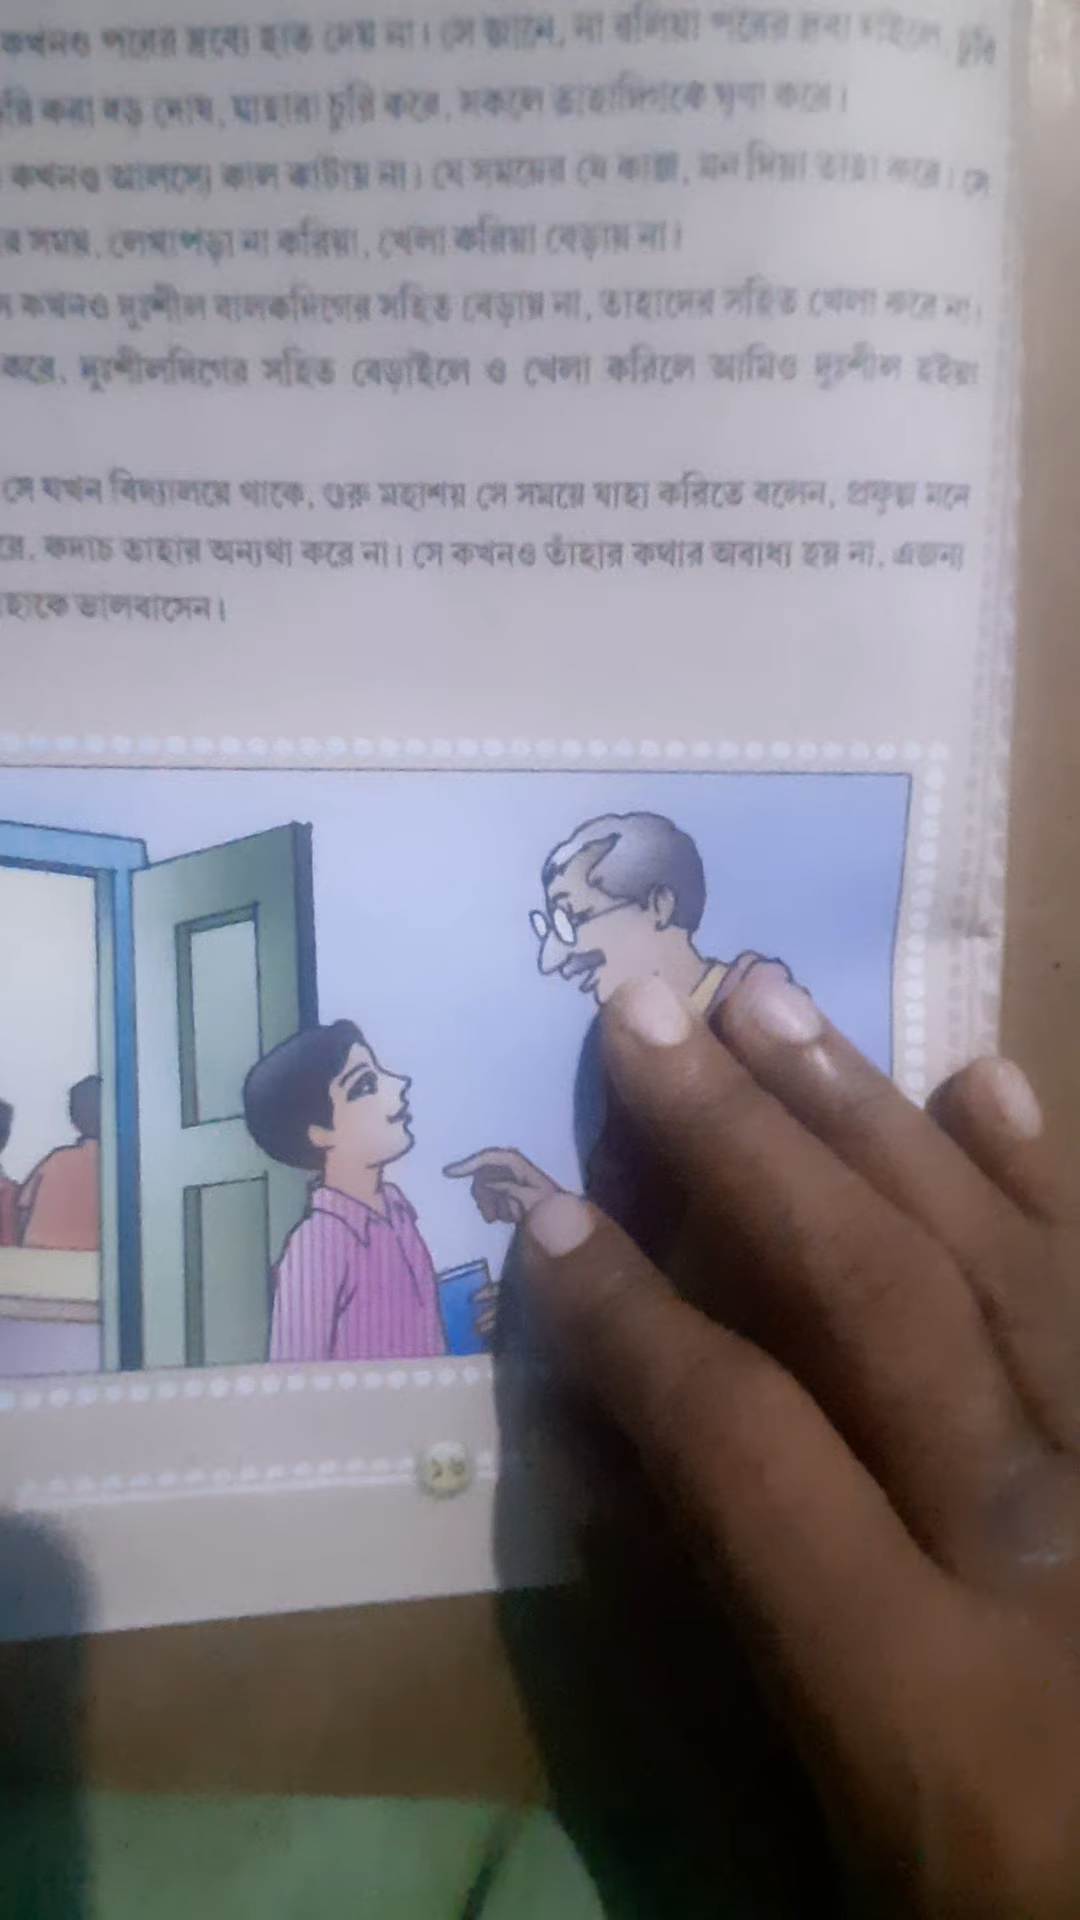 কখনও পরের দ্রব্যে হাত দেয় না। সে জানে, না বলিয়া পরের দ্রব্য লইলে, চুরি
রি করা বড় দোষ, যাহারা চুরি করে, সকলে তাহাদিগকে ঘৃণা করে।
কখনও আলস্যে কাল কাটায় না। যে সময়ের যে কাজ, মন দিয়া তাহা করে। সে
র সময়, লেখাপড়া না করিয়া, খেলা করিয়া বেড়ায় না।
কখনও দুঃশীল বালকদিগের সহিত বেড়ায় না, তাহাদের সহিত খেলা করে না।
করে, দুঃশীলদিগের সহিত বেড়াইলে ও খেলা করিলে আমিও দুঃশীল হইয়া
সে যখন বিদ্যালয়ে থাকে, গুরু মহাশয় সে সময়ে যাহা করিতে বলেন, প্রফুল্ল মনে
রে, কদাচ তাহার অন্যথা করে না। সে কখনও তাঁহার কথার অবাধ্য হয় না, এজন্য
হাকে ভালবাসেন।